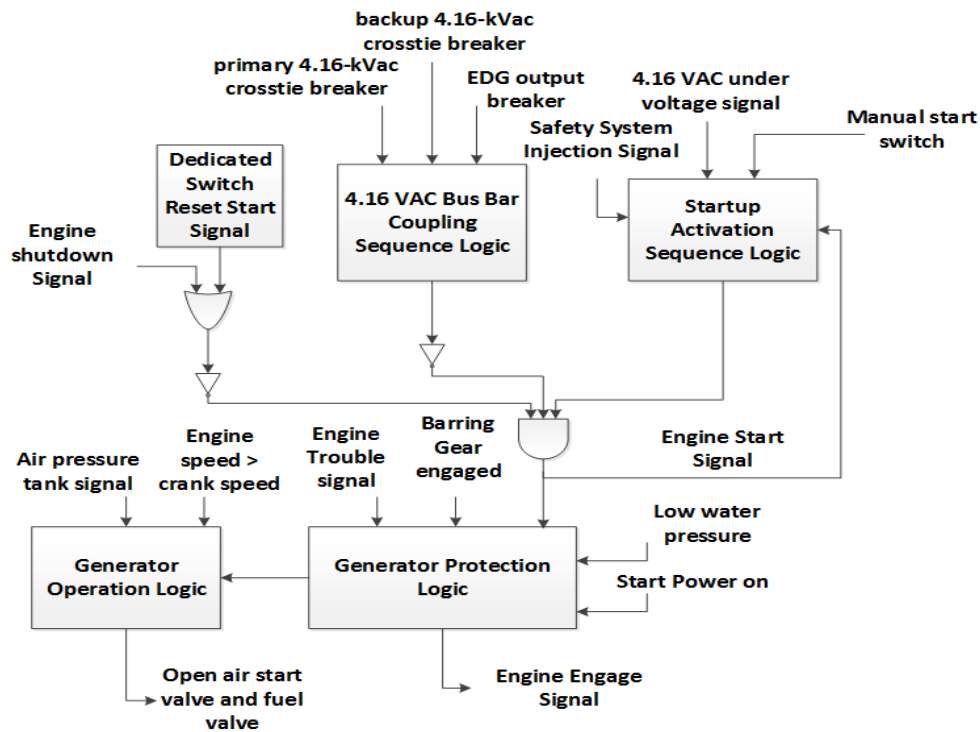 backup 4.16-kVac
crosstie breaker
primary 4.16-kVac
crosstie breaker
EDG output
breaker
4.16 VAC under
voltage signal
Manual start
switch
Safety System
Injection Signal
Dedicated
Switch
Reset Start
Signal
4.16 VAC Bus Bar
Coupling
Sequence Logic
Startup
Activation
Sequence Logic
Engine
shutdown
Signal
Engine Start
Signal
Air pressure
tank signal
Engine
speed >
crank speed
Engine
Trouble
signal
Barring
Gear
engaged
Low water
pressure
Start Power on
Generator
Operation Logic
Generator Protection
Logic
Open air start
valve and fuel
valve
Engine Engage
Signal